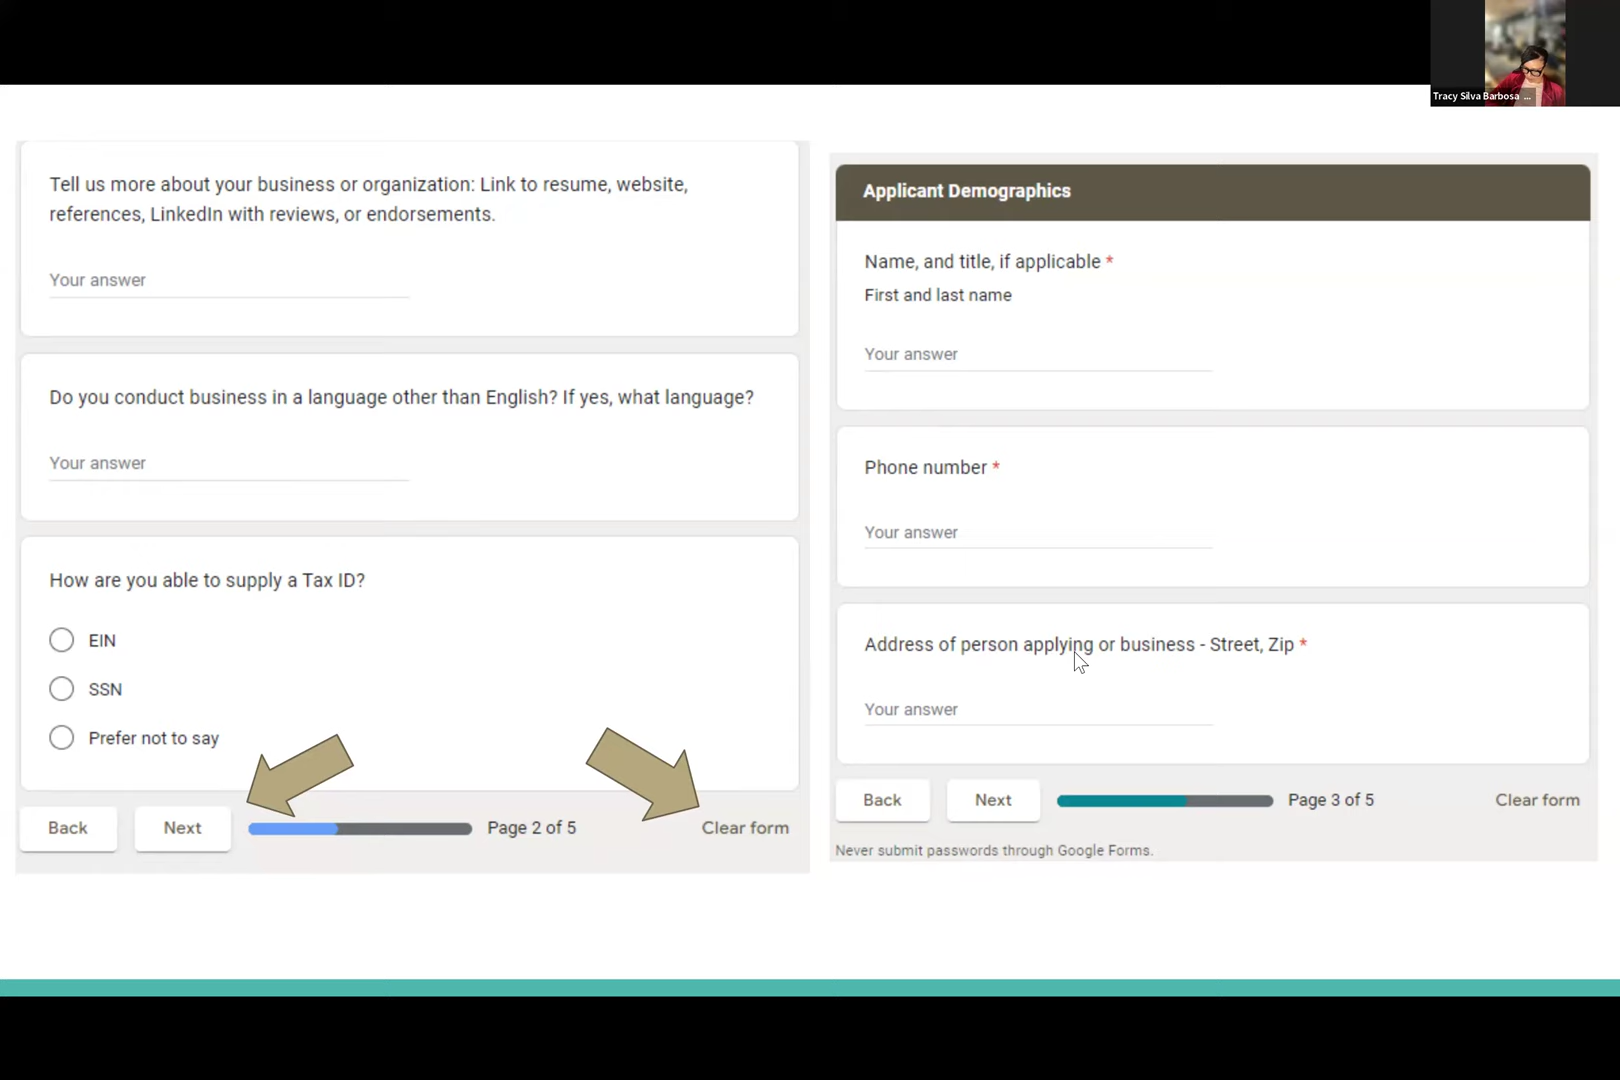 Tracy Silva Barbosa ...
Tell us more about your business or organization: Link to resume, website,
references, LinkedIn with reviews, or endorsements.
Your answer
Do you conduct business in a language other than English? If yes, what language?
Your answer
How are you able to supply a Tax ID?
EIN
SSN
Prefer not to say
Back
Next
Page 2 of 5
Clear form
Applicant Demographics
Name, and title, if applicable *
First and last name
Your answer
Phone number *
Your answer
Address of person applying or business - Street, Zip *
Your answer
Back
Next
Page 3 of 5
Clear form
Never submit passwords through Google Forms.